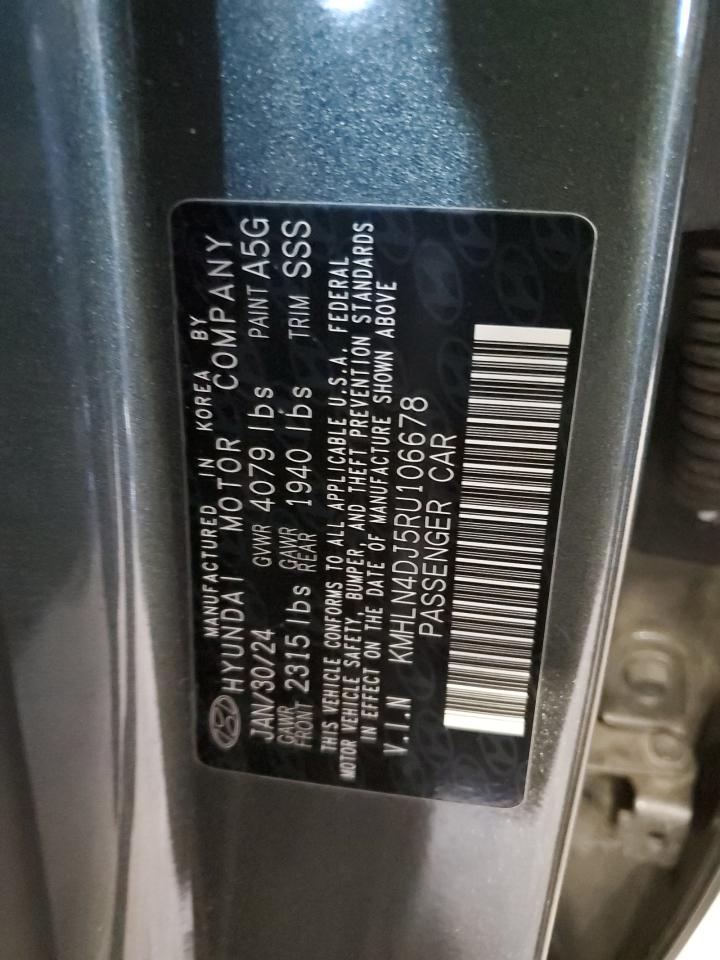 MANUFACTURED IN KOREA BY
HYUNDAI MOTOR COMPANY
JAN/30/24 GVWR 4079 lbs PAINT A5G
GAWR FRONT 2315 lbs GAWR REAR 1940 lbs TRIM SSS
THIS VEHICLE CONFORMS TO ALL APPLICABLE U.S.A. FEDERAL
MOTOR VEHICLE SAFETY, BUMPER, AND THEFT PREVENTION STANDARDS
IN EFFECT ON THE DATE OF MANUFACTURE SHOWN ABOVE
V.I.N KMHLN4DJ5RU106678
PASSENGER CAR